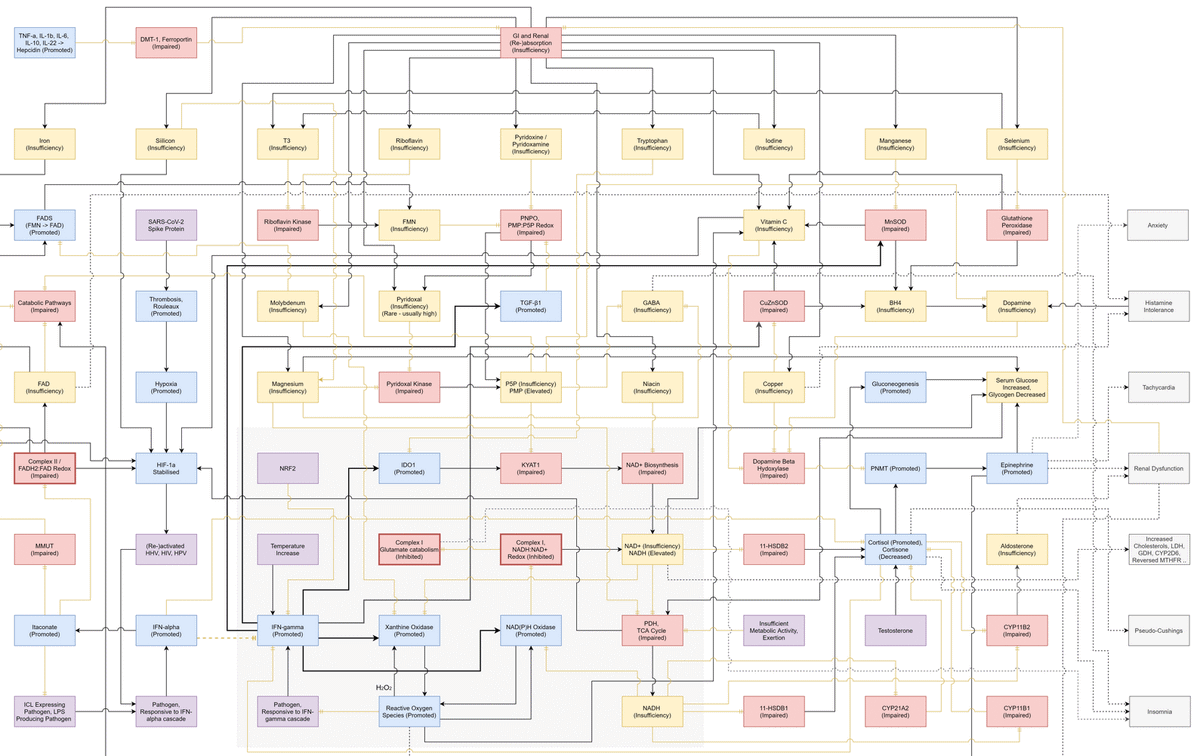 TNF-a, IL-1b, IL-6,
IL-10, IL-22 ->
Hepcidin (Promoted)
DMT-1, Ferroportin
(Impaired)
GI and Renal
(Re-)absorption
(Insufficiency)
Iron
(Insufficiency)
Silicon
(Insufficiency)
T3
(Insufficiency)
Riboflavin
(Insufficiency)
Pyridoxine /
Pyridoxamine
(Insufficiency)
Tryptophan
(Insufficiency)
Iodine
(Insufficiency)
Manganese
(Insufficiency)
Selenium
(Insufficiency)
FADS
(FMN -> FAD)
(Promoted)
SARS-CoV-2
Spike Protein
Riboflavin Kinase
(Impaired)
FMN
(Insufficiency)
PNPO,
PMP:P5P Redox
(Impaired)
Vitamin C
(Insufficiency)
MnSOD
(Impaired)
Glutathione
Peroxidase
(Impaired)
Anxiety
Catabolic Pathways
(Impaired)
Thrombosis,
Rouleaux
(Promoted)
Molybdenum
(Insufficiency)
Pyridoxal
(Insufficiency)
(Rare - usually high)
TGF-β1
(Promoted)
GABA
(Insufficiency)
CuZnSOD
(Impaired)
BH4
(Insufficiency)
Dopamine
(Insufficiency)
Histamine
Intolerance
FAD
(Insufficiency)
Hypoxia
(Promoted)
Magnesium
(Insufficiency)
Pyridoxal Kinase
(Impaired)
P5P (Insufficiency)
PMP (Elevated)
Niacin
(Insufficiency)
Copper
(Insufficiency)
Gluconeogenesis
(Promoted)
Serum Glucose
Increased,
Glycogen Decreased
Tachycardia
Complex II /
FADH2:FAD Redox
(Impaired)
HIF-1a
Stabilised
NRF2
IDO1
(Promoted)
KYAT1
(Impaired)
NAD+ Biosynthesis
(Impaired)
Dopamine Beta
Hydoxylase
(Impaired)
PNMT (Promoted)
Epinephrine
(Promoted)
Renal Dysfunction
MMUT
(Impaired)
(Re-)activated
HHV, HIV, HPV
Temperature
Increase
Complex I
Glutamate catabolism
(Inhibited)
Complex I,
NADH:NAD+
Redox (Inhibited)
NAD+ (Insufficiency)
NADH (Elevated)
11-HSDB2
(Impaired)
Cortisol (Promoted),
Cortisone
(Decreased)
Aldosterone
(Insufficiency)
Increased
Cholesterols, LDH,
GDH, CYP2D6,
Reversed MTHFR ..
Itaconate
(Promoted)
IFN-alpha
(Promoted)
IFN-gamma
(Promoted)
Xanthine Oxidase
(Promoted)
NAD(P)H Oxidase
(Promoted)
PDH,
TCA Cycle
(Impaired)
Insufficient
Metabolic Activity,
Exertion
Testosterone
CYP11B2
(Impaired)
Pseudo-Cushings
H₂O₂
ICL Expressing
Pathogen, LPS
Producing Pathogen
Pathogen,
Responsive to IFN-
alpha cascade
Pathogen,
Responsive to IFN-
gamma cascade
Reactive Oxygen
Species (Promoted)
NADH
(Insufficiency)
11-HSDB1
(Impaired)
CYP21A2
(Impaired)
CYP11B1
(Impaired)
Insomnia